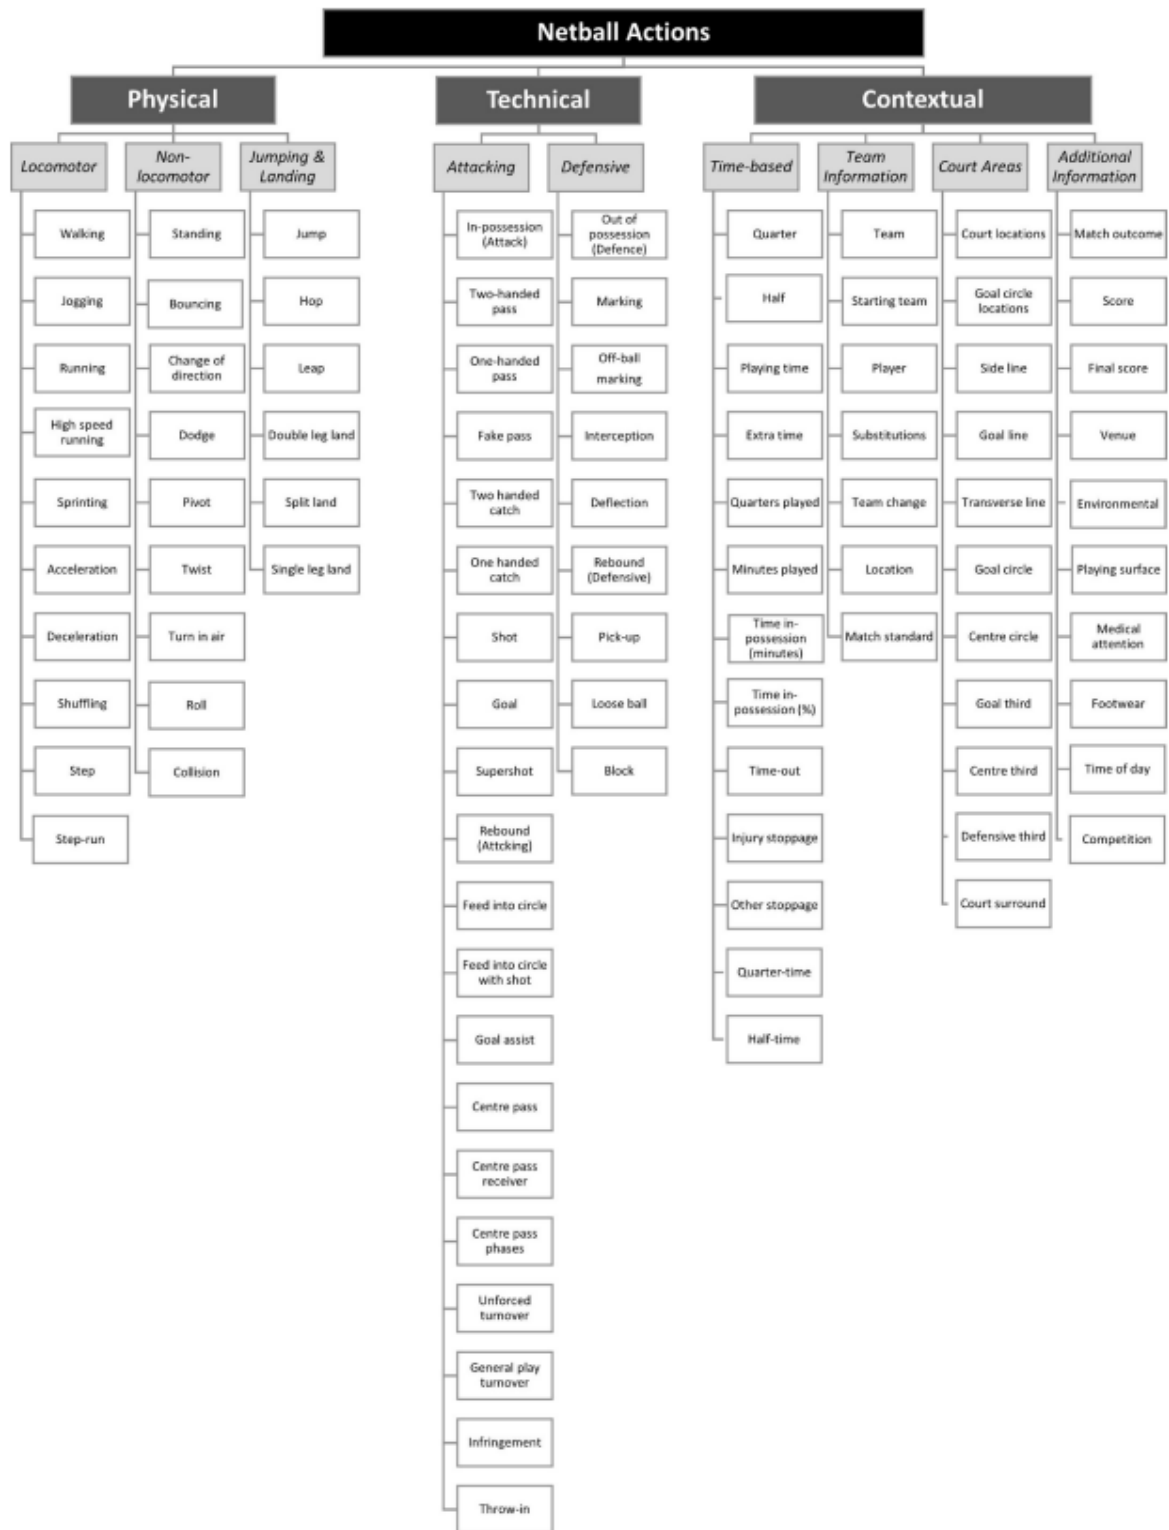 Netball Actions
Physical
Technical
Contextual
Locomotor
Non-
locomotor
Jumping &
Landing
Attacking
Defensive
Time-based
Team
Information
Court Areas
Additional
Information
Walking
Jogging
Running
High speed
running
Sprinting
Acceleration
Deceleration
Shuffling
Step
Step-run
Standing
Bouncing
Change of
direction
Dodge
Pivot
Twist
Turn in air
Roll
Collision
Jump
Hop
Leap
Double leg land
Split land
Single leg land
In-possession
(Attack)
Two-handed
pass
One-handed
pass
Fake pass
Two handed
catch
One handed
catch
Shot
Goal
Supershot
Rebound
(Attcking)
Feed into circle
Feed into circle
with shot
Goal assist
Centre pass
Centre pass
receiver
Centre pass
phases
Unforced
turnover
General play
turnover
Infringement
Throw-in
Out of
possession
(Defence)
Marking
Off-ball
marking
Interception
Deflection
Rebound
(Defensive)
Pick-up
Loose ball
Block
Quarter
Half
Playing time
Extra time
Quarters played
Minutes played
Time in-
possession
(minutes)
Time in-
possession (%)
Time-out
Injury stoppage
Other stoppage
Quarter-time
Half-time
Team
Starting team
Player
Substitutions
Team change
Location
Match standard
Court locations
Goal circle
locations
Side line
Goal line
Transverse line
Goal circle
Centre circle
Goal third
Centre third
Defensive third
Court surround
Match outcome
Score
Final score
Venue
Environmental
Playing surface
Medical
attention
Footwear
Time of day
Competition